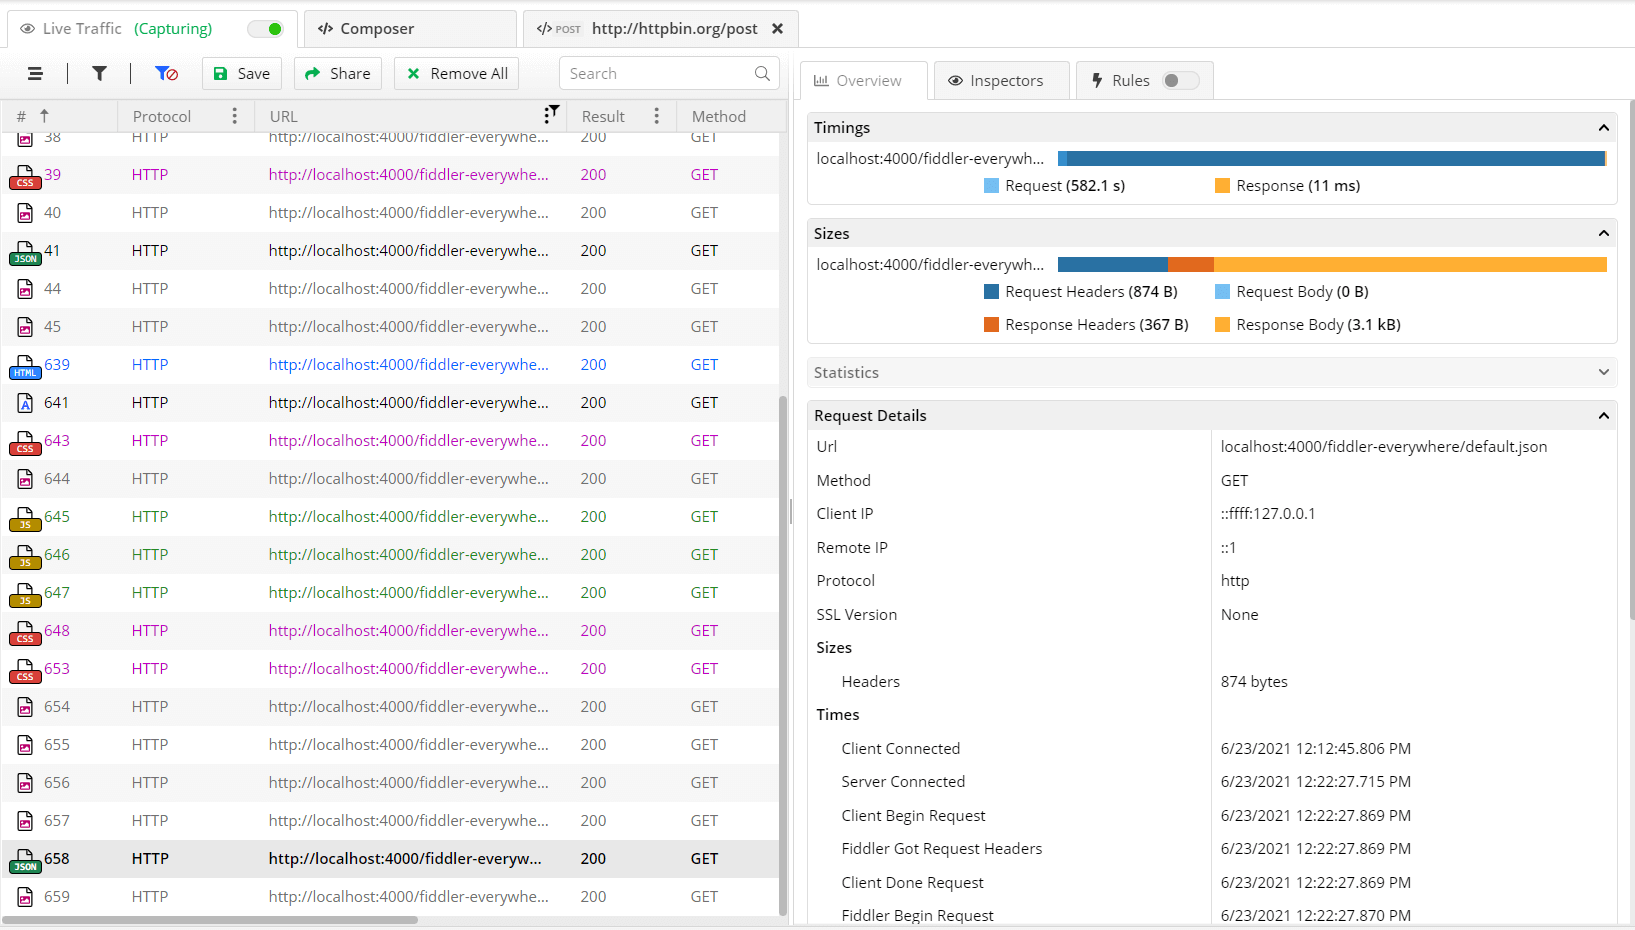 Live Traffic (Capturing) Composer POST http://httpbin.org/post
Save Share Remove All Search
Overview Inspectors Rules
# Protocol URL Result Method
38 HTTP http://localhost:4000/fiddler-everywhe... 200 GET
CSS 39 HTTP http://localhost:4000/fiddler-everywhe... 200 GET
40 HTTP http://localhost:4000/fiddler-everywhe... 200 GET
JSON 41 HTTP http://localhost:4000/fiddler-everywhe... 200 GET
44 HTTP http://localhost:4000/fiddler-everywhe... 200 GET
45 HTTP http://localhost:4000/fiddler-everywhe... 200 GET
HTML 639 HTTP http://localhost:4000/fiddler-everywhe... 200 GET
A 641 HTTP http://localhost:4000/fiddler-everywhe... 200 GET
CSS 643 HTTP http://localhost:4000/fiddler-everywhe... 200 GET
644 HTTP http://localhost:4000/fiddler-everywhe... 200 GET
JS 645 HTTP http://localhost:4000/fiddler-everywhe... 200 GET
JS 646 HTTP http://localhost:4000/fiddler-everywhe... 200 GET
JS 647 HTTP http://localhost:4000/fiddler-everywhe... 200 GET
CSS 648 HTTP http://localhost:4000/fiddler-everywhe... 200 GET
CSS 653 HTTP http://localhost:4000/fiddler-everywhe... 200 GET
654 HTTP http://localhost:4000/fiddler-everywhe... 200 GET
655 HTTP http://localhost:4000/fiddler-everywhe... 200 GET
656 HTTP http://localhost:4000/fiddler-everywhe... 200 GET
657 HTTP http://localhost:4000/fiddler-everywhe... 200 GET
JSON 658 HTTP http://localhost:4000/fiddler-everyw... 200 GET
659 HTTP http://localhost:4000/fiddler-everywhe... 200 GET
Timings
localhost:4000/fiddler-everywh...
Request (582.1 s) Response (11 ms)
Sizes
localhost:4000/fiddler-everywh...
Request Headers (874 B) Request Body (0 B)
Response Headers (367 B) Response Body (3.1 kB)
Statistics
Request Details
Url localhost:4000/fiddler-everywhere/default.json
Method GET
Client IP ::ffff:127.0.0.1
Remote IP ::1
Protocol http
SSL Version None
Sizes
Headers 874 bytes
Times
Client Connected 6/23/2021 12:12:45.806 PM
Server Connected 6/23/2021 12:22:27.715 PM
Client Begin Request 6/23/2021 12:22:27.869 PM
Fiddler Got Request Headers 6/23/2021 12:22:27.869 PM
Client Done Request 6/23/2021 12:22:27.869 PM
Fiddler Begin Request 6/23/2021 12:22:27.870 PM